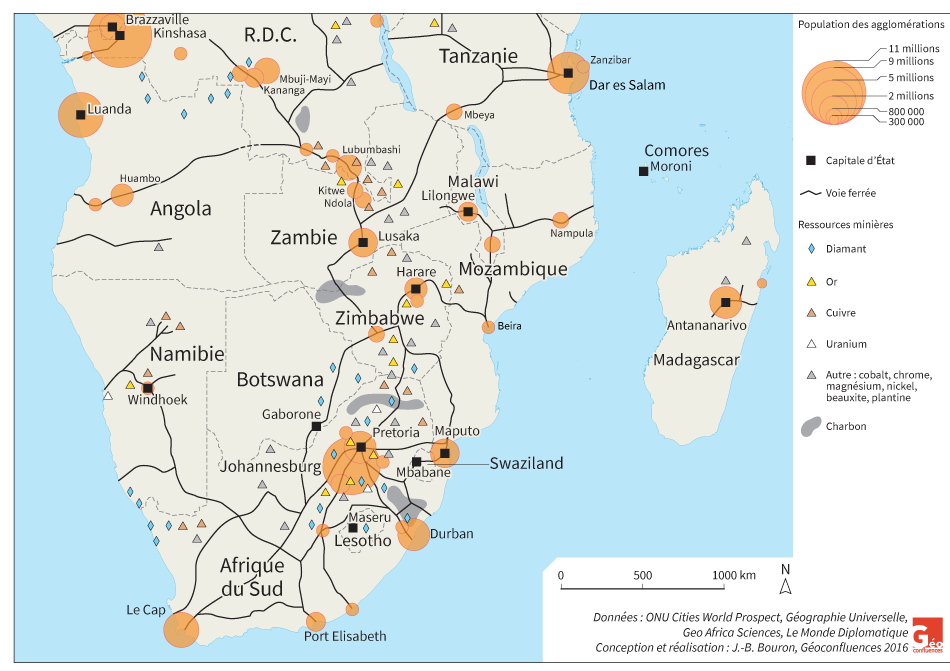 Brazzaville
Kinshasa
R.D.C.
Tanzanie
Zanzibar
Dar es Salam
Mbuji-Mayi
Kananga
Luanda
Mbeya
Lubumbashi
Comores
Moroni
Huambo
Kitwe
Ndola
Malawi
Lilongwe
Angola
Nampula
Zambie
Lusaka
Harare
Mozambique
Zimbabwe
Beira
Antananarivo
Madagascar
Namibie
Windhoek
Botswana
Gaborone
Pretoria
Maputo
Johannesburg
Mbabane
Swaziland
Maseru
Lesotho
Durban
Afrique
du Sud
Le Cap
Port Elisabeth
Population des agglomérations
11 millions
9 millions
5 millions
2 millions
800 000
300 000
Capitale d'État
Voie ferrée
Ressources minières
Diamant
Or
Cuivre
Uranium
Autre : cobalt, chrome,
magnésium, nickel,
beauxite, plantine
Charbon
0 500 1000 km
N
Données : ONU Cities World Prospect, Géographie Universelle,
Geo Africa Sciences, Le Monde Diplomatique
Conception et réalisation : J.-B. Bouron, Géoconfluences 2016
Géo
confluences